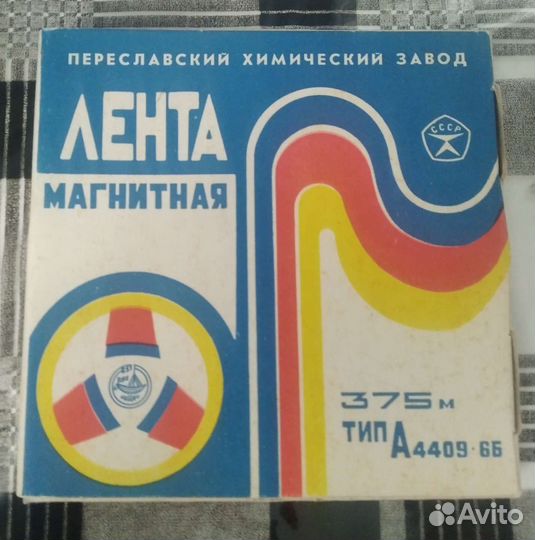 ПЕРЕСЛАВСКИЙ ХИМИЧЕСКИЙ ЗАВОД
ЛЕНТА
МАГНИТНАЯ
СССР
375 м
ТИП А4409-6Б
Avito